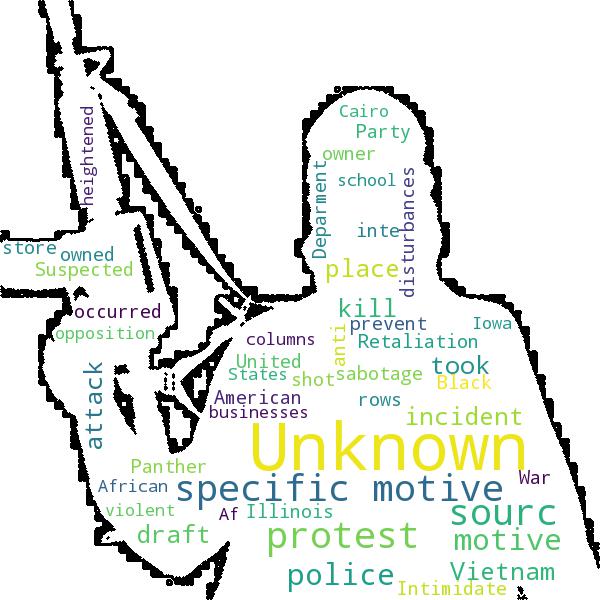 Cairo
Party
owner
heightened
Deparment
school
disturbances
inte
store
owned
Suspected
place
occurred
kill
opposition
anti
prevent
Iowa
columns
Retaliation
United
took
States
shot
sabotage
Black
attack
American
rows
businesses
incident
Unknown
Panther
War
African
specific motive
violent
Af
Illinois
sourc
draft
protest
motive
police
Vietnam
Intimidate